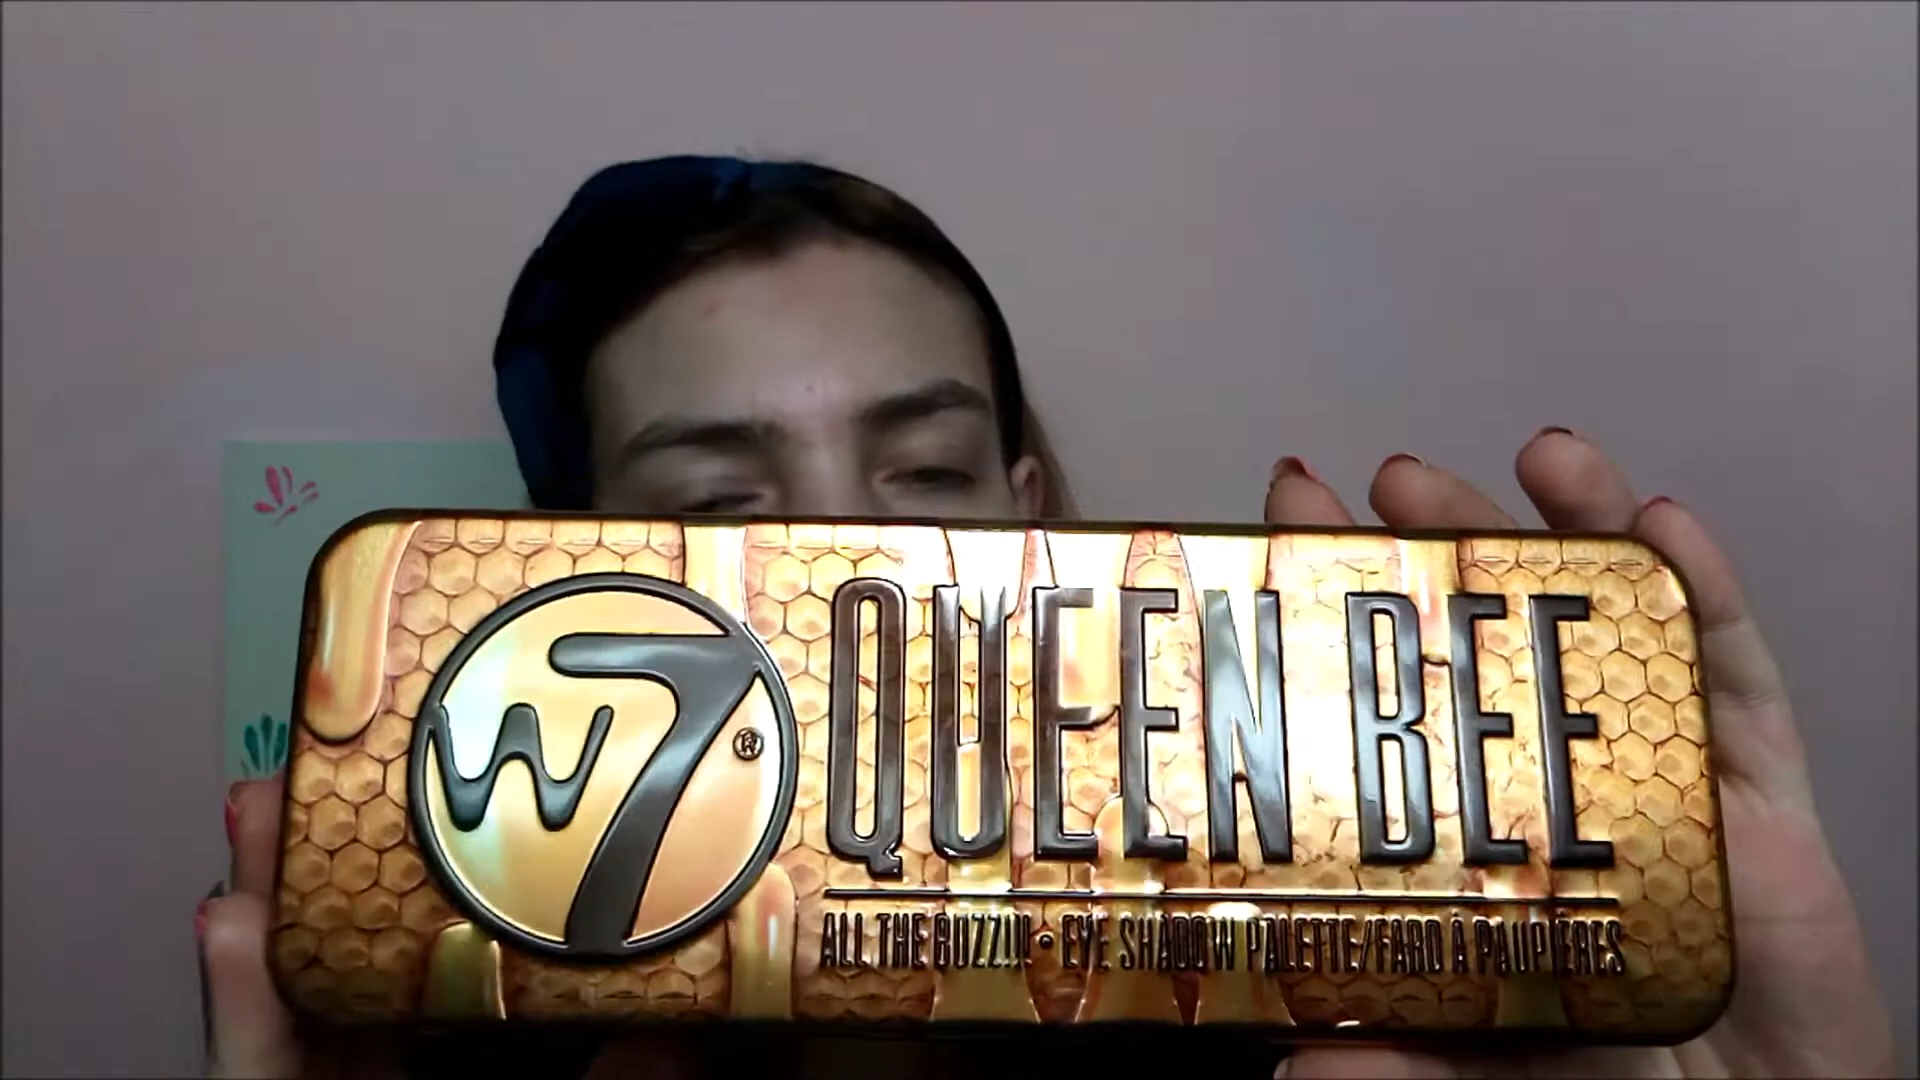 W7®
QUEEN BEE
ALL THE BUZZ!!! • EYE SHADOW PALETTE/FARD À PAUPIÈRES